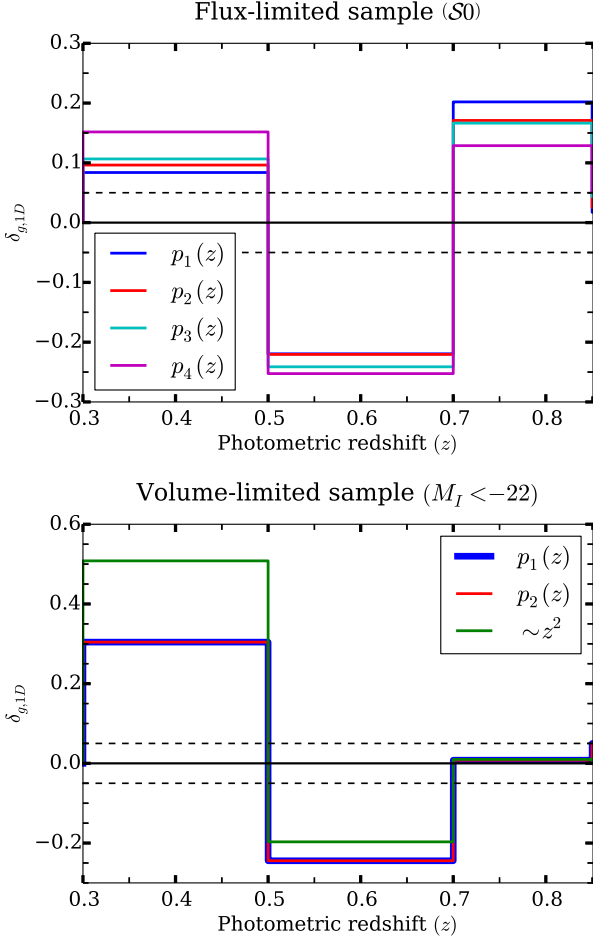 Flux-limited sample (S0)
0.3
0.2
0.1
0.0
−0.1
−0.2
−0.3
δg,1D
p1(z)
p2(z)
p3(z)
p4(z)
0.3 0.4 0.5 0.6 0.7 0.8
Photometric redshift (z)
Volume-limited sample (MI <−22)
0.6
0.4
0.2
0.0
−0.2
δg,1D
p1(z)
p2(z)
∼z²
0.3 0.4 0.5 0.6 0.7 0.8
Photometric redshift (z)